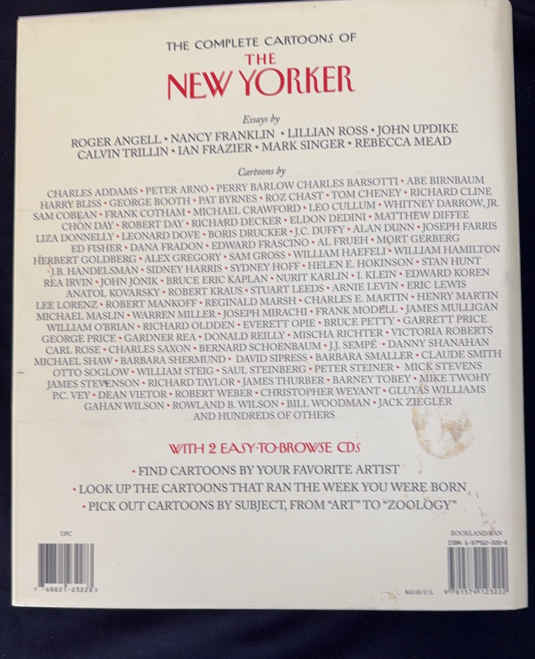 THE COMPLETE CARTOONS OF
THE
NEW YORKER
Essays by
ROGER ANGELL • NANCY FRANKLIN • LILLIAN ROSS • JOHN UPDIKE
CALVIN TRILLIN • IAN FRAZIER • MARK SINGER • REBECCA MEAD
Cartoons by
CHARLES ADDAMS • PETER ARNO • PERRY BARLOW CHARLES BARSOTTI • ABE BIRNBAUM
HARRY BLISS • GEORGE BOOTH • PAT BYRNES • ROZ CHAST • TOM CHENEY • RICHARD CLINE
SAM COBEAN • FRANK COTHAM • MICHAEL CRAWFORD • LEO CULLUM • WHITNEY DARROW, JR.
CHON DAY • ROBERT DAY • RICHARD DECKER • ELDON DEDINI • MATTHEW DIFFEE
LIZA DONNELLY • LEONARD DOVE • BORIS DRUCKER • J.C. DUFFY • ALAN DUNN • JOSEPH FARRIS
ED FISHER • DANA FRADON • EDWARD FRASCINO • AL FRUEH • MORT GERBERG
HERBERT GOLDBERG • ALEX GREGORY • SAM GROSS • WILLIAM HAEFELI • WILLIAM HAMILTON
J.B. HANDELSMAN • SIDNEY HARRIS • SYDNEY HOFF • HELEN E. HOKINSON • STAN HUNT
REA IRVIN • JOHN JONIK • BRUCE ERIC KAPLAN • NURIT KARLIN • I. KLEIN • EDWARD KOREN
ANATOL KOVARSKY • ROBERT KRAUS • STUART LEEDS • ARNIE LEVIN • ERIC LEWIS
LEE LORENZ • ROBERT MANKOFF • REGINALD MARSH • CHARLES E. MARTIN • HENRY MARTIN
MICHAEL MASLIN • WARREN MILLER • JOSEPH MIRACHI • FRANK MODELL • JAMES MULLIGAN
WILLIAM O'BRIAN • RICHARD OLDDEN • EVERETT OPIE • BRUCE PETTY • GARRETT PRICE
GEORGE PRICE • GARDNER REA • DONALD REILLY • MISCHA RICHTER • VICTORIA ROBERTS
CARL ROSE • CHARLES SAXON • BERNARD SCHOENBAUM • J.J. SEMPÉ • DANNY SHANAHAN
MICHAEL SHAW • BARBARA SHERMUND • DAVID SIPRESS • BARBARA SMALLER • CLAUDE SMITH
OTTO SOGLOW • WILLIAM STEIG • SAUL STEINBERG • PETER STEINER • MICK STEVENS
JAMES STEVENSON • RICHARD TAYLOR • JAMES THURBER • BARNEY TOBEY • MIKE TWOHY
P.C. VEY • DEAN VIETOR • ROBERT WEBER • CHRISTOPHER WEYANT • GLUYAS WILLIAMS
GAHAN WILSON • ROWLAND B. WILSON • BILL WOODMAN • JACK ZIEGLER
AND HUNDREDS OF OTHERS
WITH 2 EASY-TO-BROWSE CDs
• FIND CARTOONS BY YOUR FAVORITE ARTIST
• LOOK UP THE CARTOONS THAT RAN THE WEEK YOU WERE BORN
• PICK OUT CARTOONS BY SUBJECT, FROM "ART" TO "ZOOLOGY"
UPC
BOOKLAND EAN